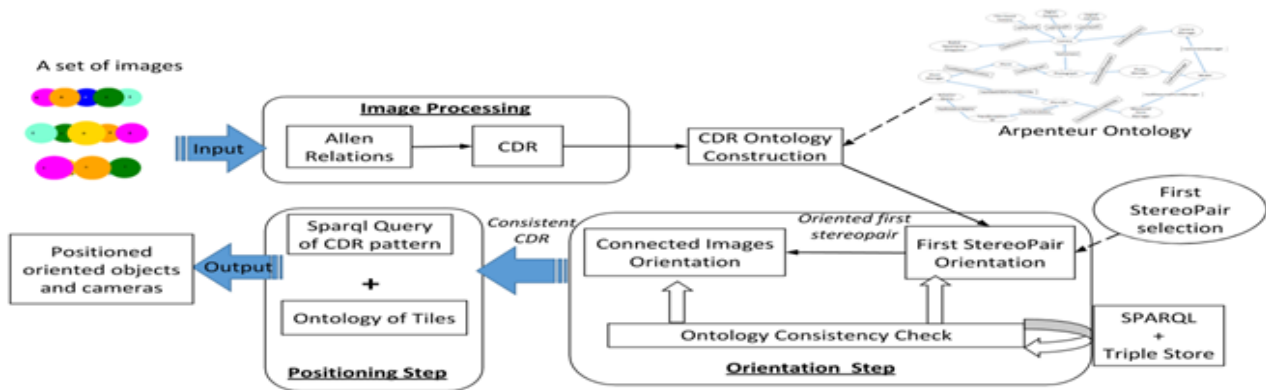 A set of images
Input
Image Processing
Allen
Relations
CDR
CDR Ontology
Construction
Arpenteur Ontology
First
StereoPair
selection
Positioned
oriented objects
and cameras
Output
Sparql Query
of CDR pattern
+
Ontology of Tiles
Positioning Step
Consistent
CDR
Connected Images
Orientation
Oriented first
stereopair
First StereoPair
Orientation
Ontology Consistency Check
Orientation Step
SPARQL
+
Triple Store